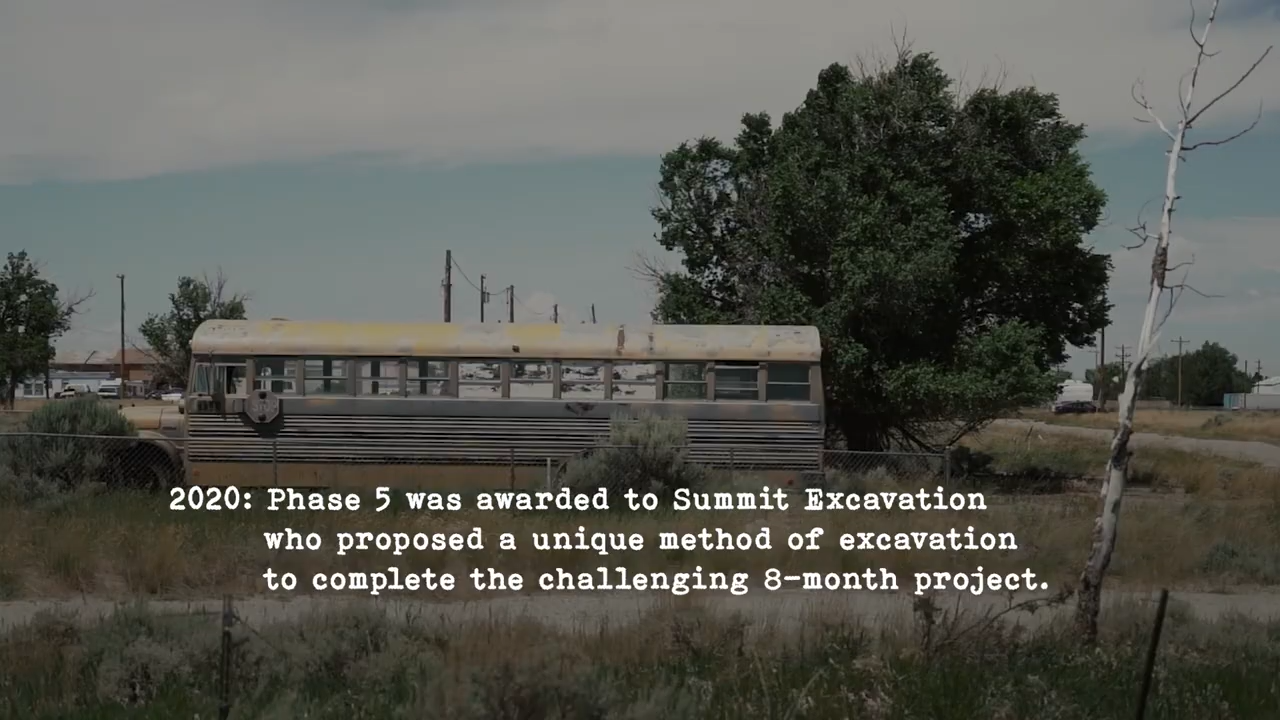 2020: Phase 5 was awarded to Summit Excavation
who proposed a unique method of excavation
to complete the challenging 8-month project.